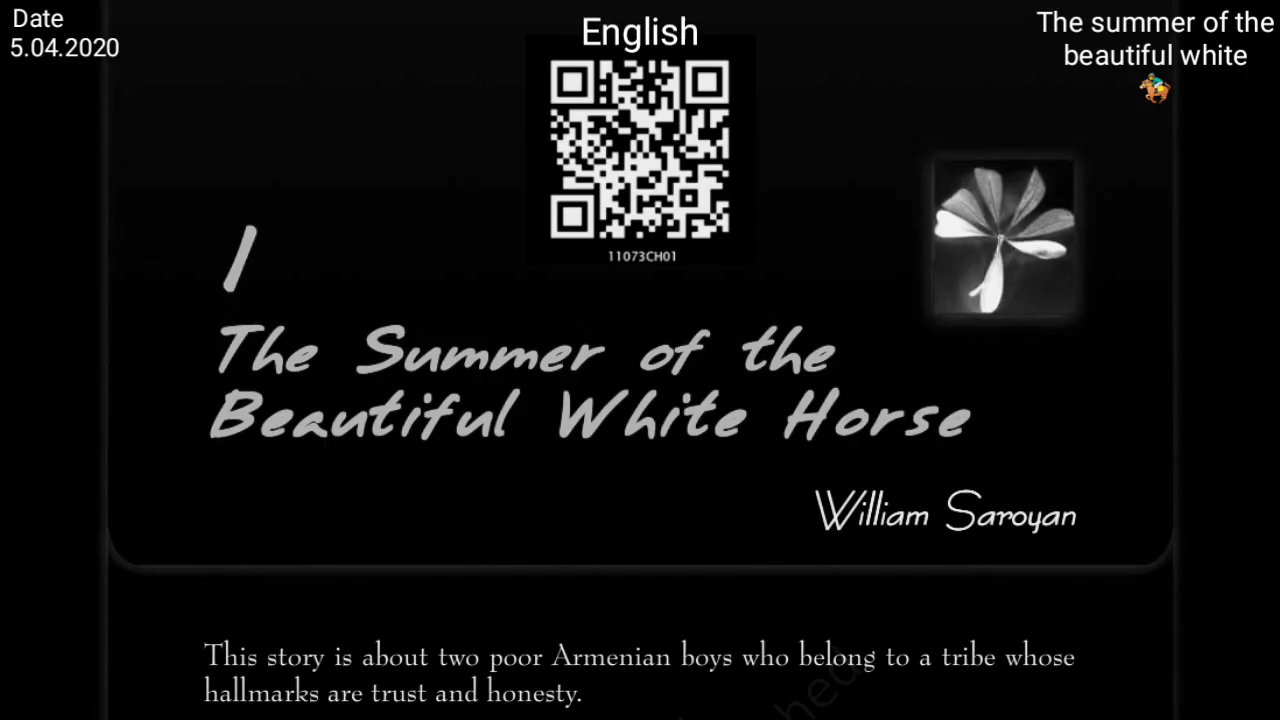 Date
5.04.2020
English
The summer of the
beautiful white
11073CH01
1
The Summer of the
Beautiful White Horse
William Saroyan
This story is about two poor Armenian boys who belong to a tribe whose
hallmarks are trust and honesty.